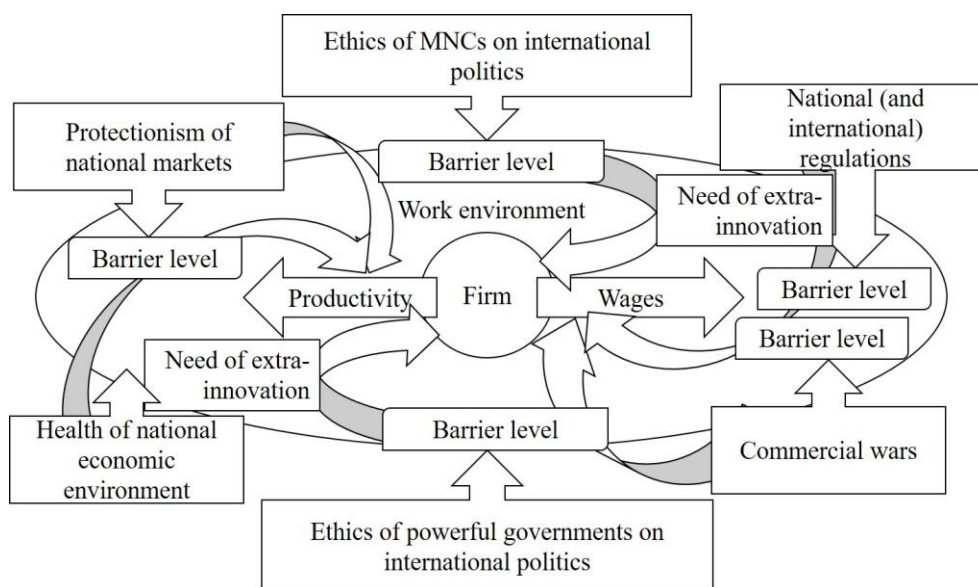 Ethics of MNCs on international
politics
Protectionism of
national markets
National (and
international)
regulations
Barrier level
Need of extra-
innovation
Work environment
Barrier level
Productivity
Firm
Wages
Barrier level
Barrier level
Need of extra-
innovation
Barrier level
Health of national
economic
environment
Commercial wars
Ethics of powerful governments on
international politics